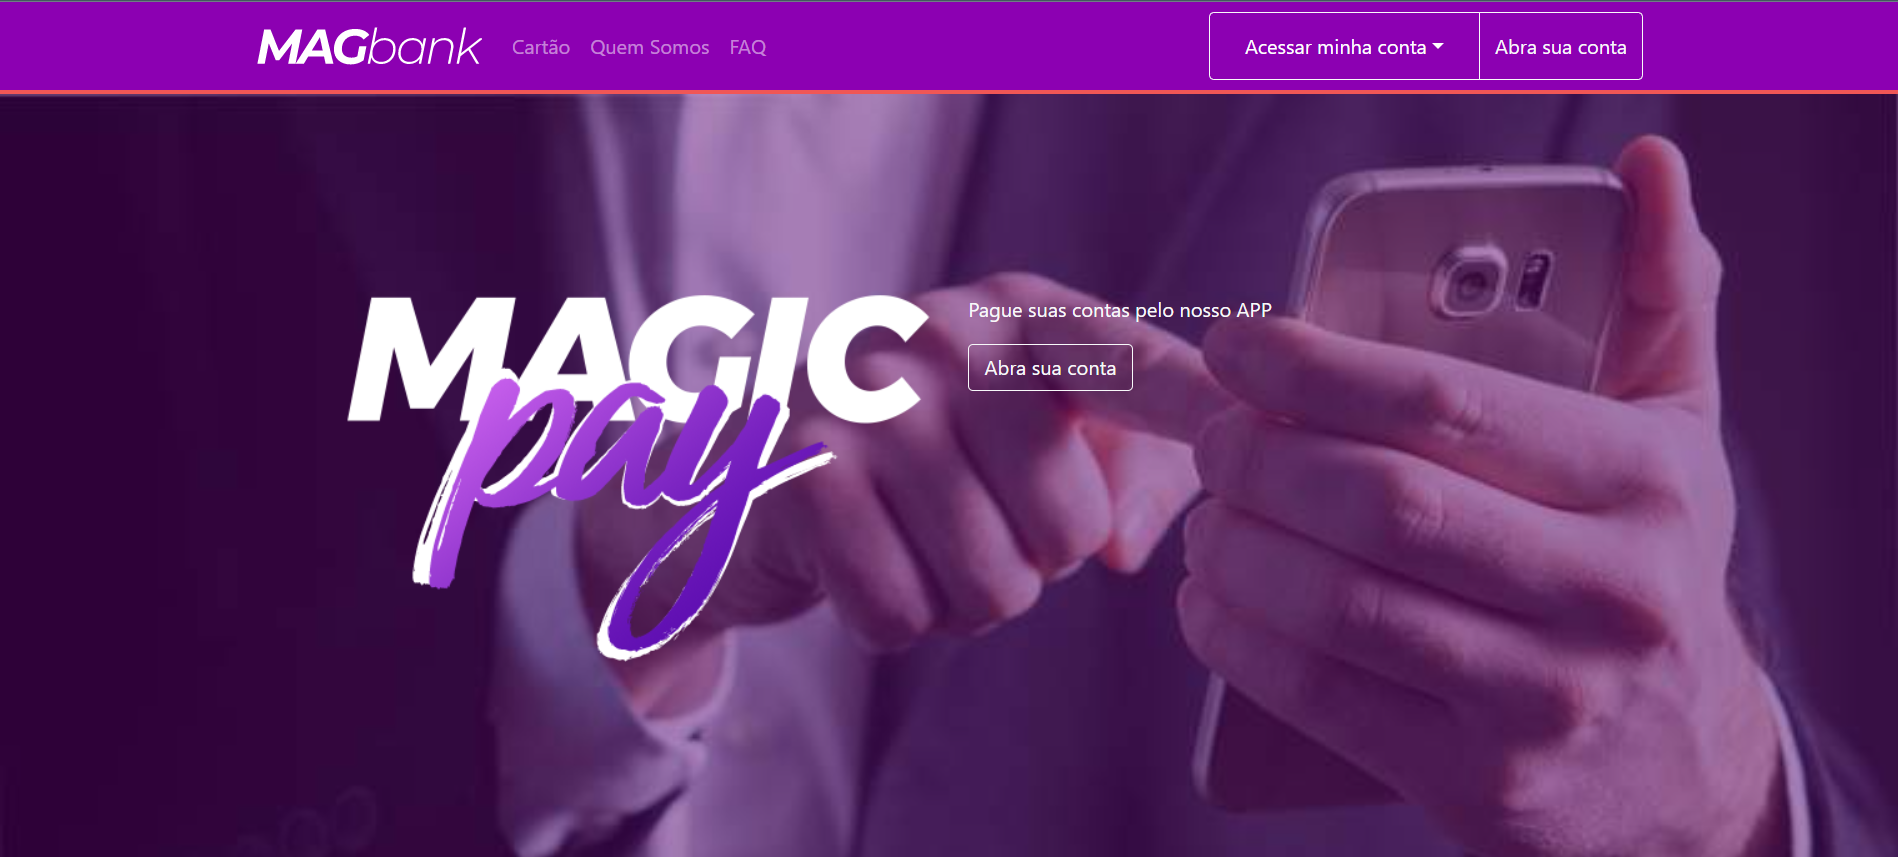 MAGbank
Cartão
Quem Somos
FAQ
Acessar minha conta
Abra sua conta
MAGIC
pay
Pague suas contas pelo nosso APP
Abra sua conta